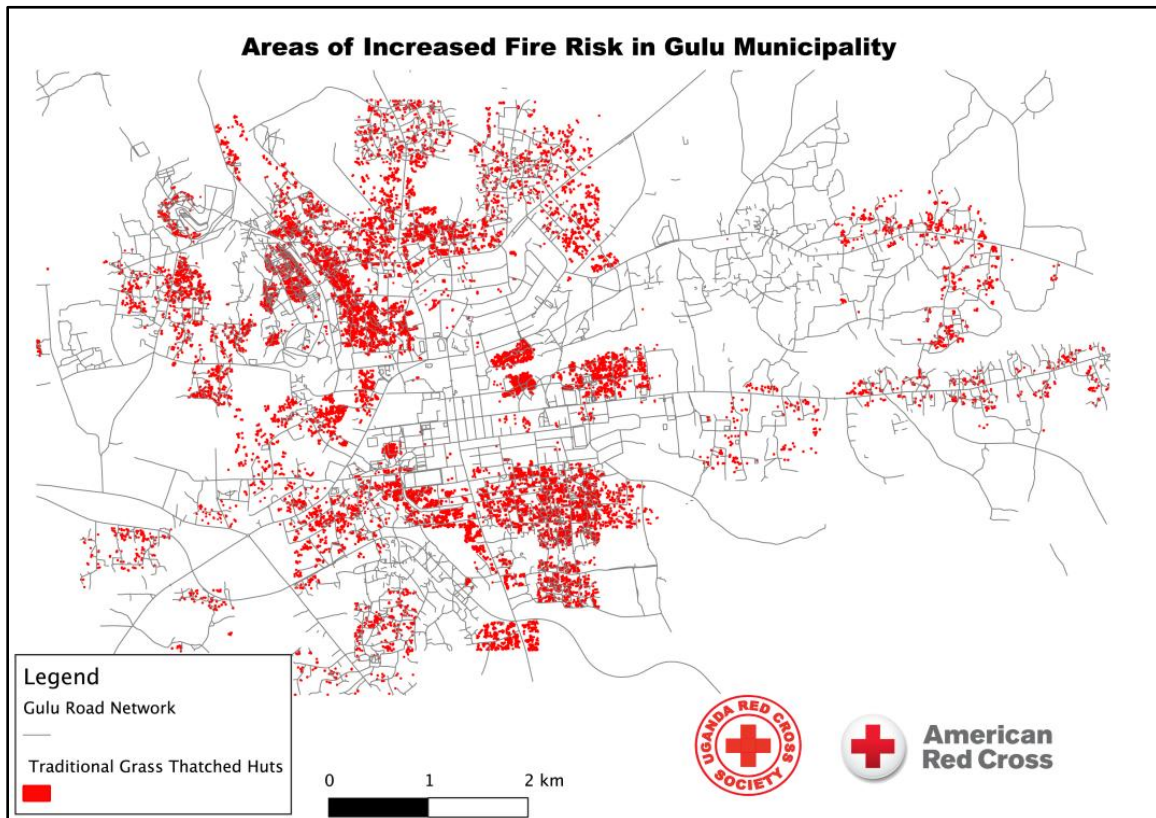 Areas of Increased Fire Risk in Gulu Municipality
Legend
Gulu Road Network
Traditional Grass Thatched Huts
0 1 2 km
UGANDA RED CROSS
SOCIETY
American
Red Cross